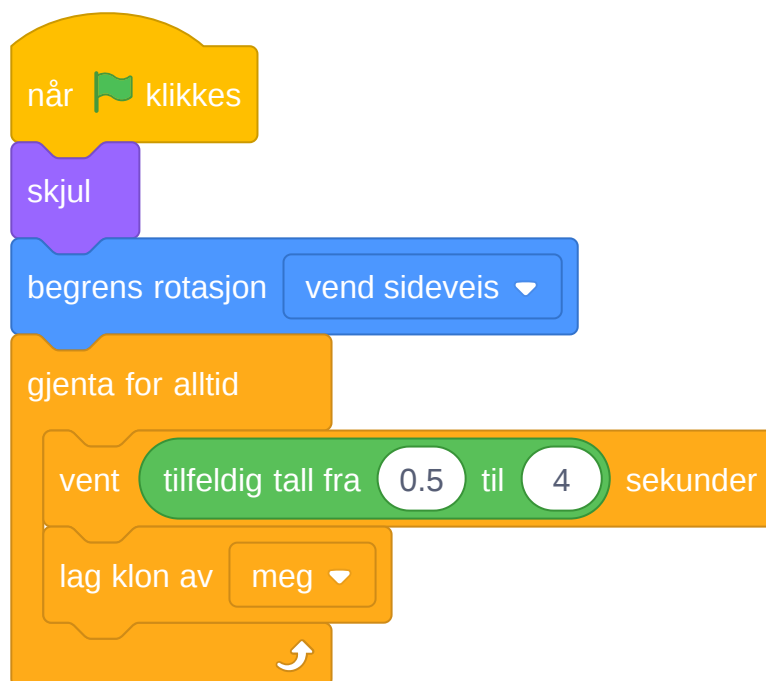 når klikkes
skjul
begrens rotasjon vend sideveis
gjenta for alltid
vent tilfeldig tall fra 0.5 til 4 sekunder
lag klon av meg